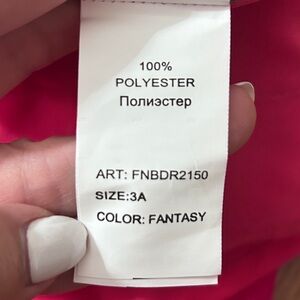 100%
POLYESTER
Полиэстер
ART: FNBDR2150
SIZE:3A
COLOR: FANTASY